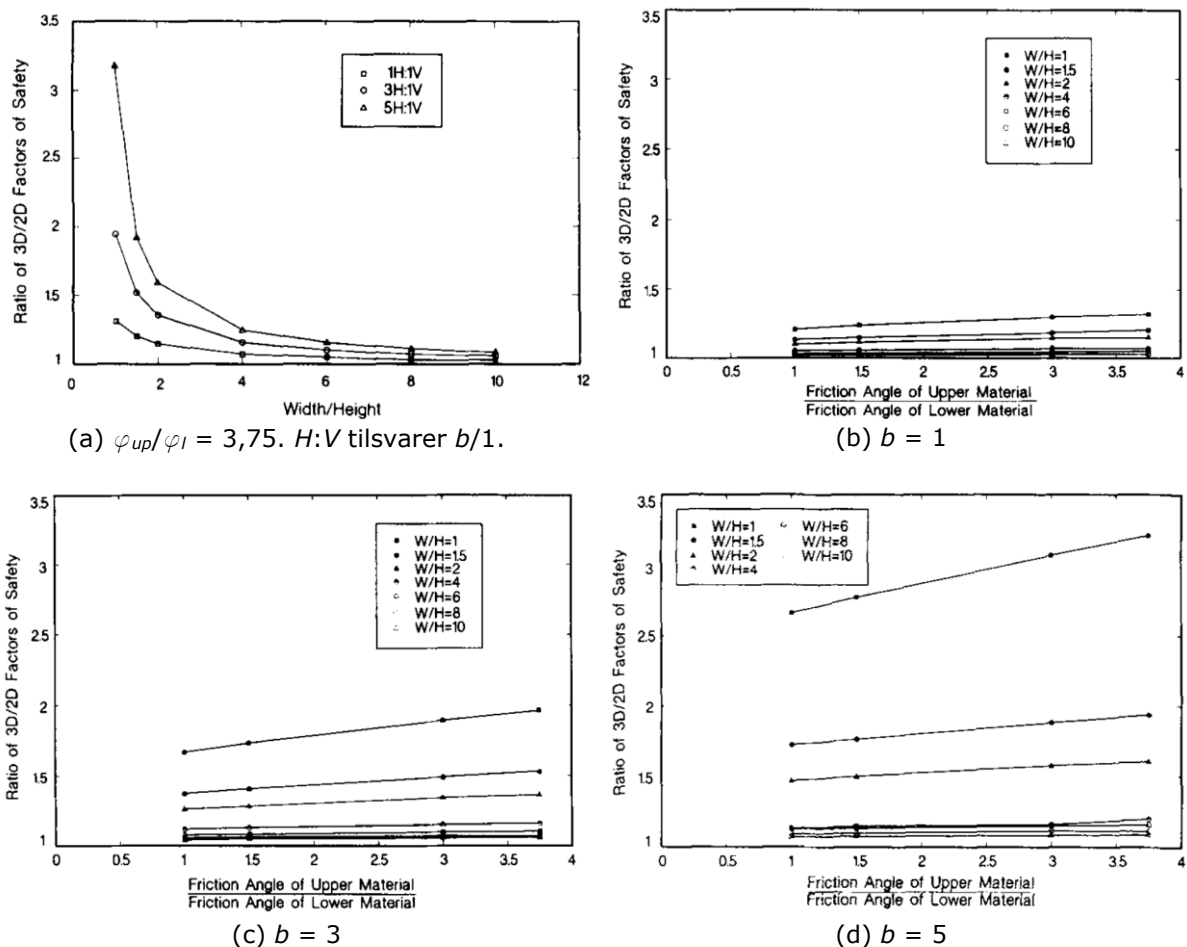 Ratio of 3D/2D Factors of Safety
3.5
3
2.5
2
1.5
1
1H:1V
3H:1V
5H:1V
0 2 4 6 8 10 12
Width/Height
(a) φup/φl = 3,75. H:V tilsvarer b/1.
Ratio of 3D/2D Factors of Safety
3.5
3
2.5
2
1.5
1
W/H=1
W/H=1.5
W/H=2
W/H=4
W/H=6
W/H=8
W/H=10
0 0.5 1 1.5 2 2.5 3 3.5 4
Friction Angle of Upper Material
Friction Angle of Lower Material
(b) b = 1
Ratio of 3D/2D Factors of Safety
3.5
3
2.5
2
1.5
1
W/H=1
W/H=1.5
W/H=2
W/H=4
W/H=6
W/H=8
W/H=10
0 0.5 1 1.5 2 2.5 3 3.5 4
Friction Angle of Upper Material
Friction Angle of Lower Material
(c) b = 3
Ratio of 3D/2D Factors of Safety
3.5
3
2.5
2
1.5
1
W/H=1 W/H=6
W/H=1.5 W/H=8
W/H=2 W/H=10
W/H=4
0 0.5 1 1.5 2 2.5 3 3.5 4
Friction Angle of Upper Material
Friction Angle of Lower Material
(d) b = 5